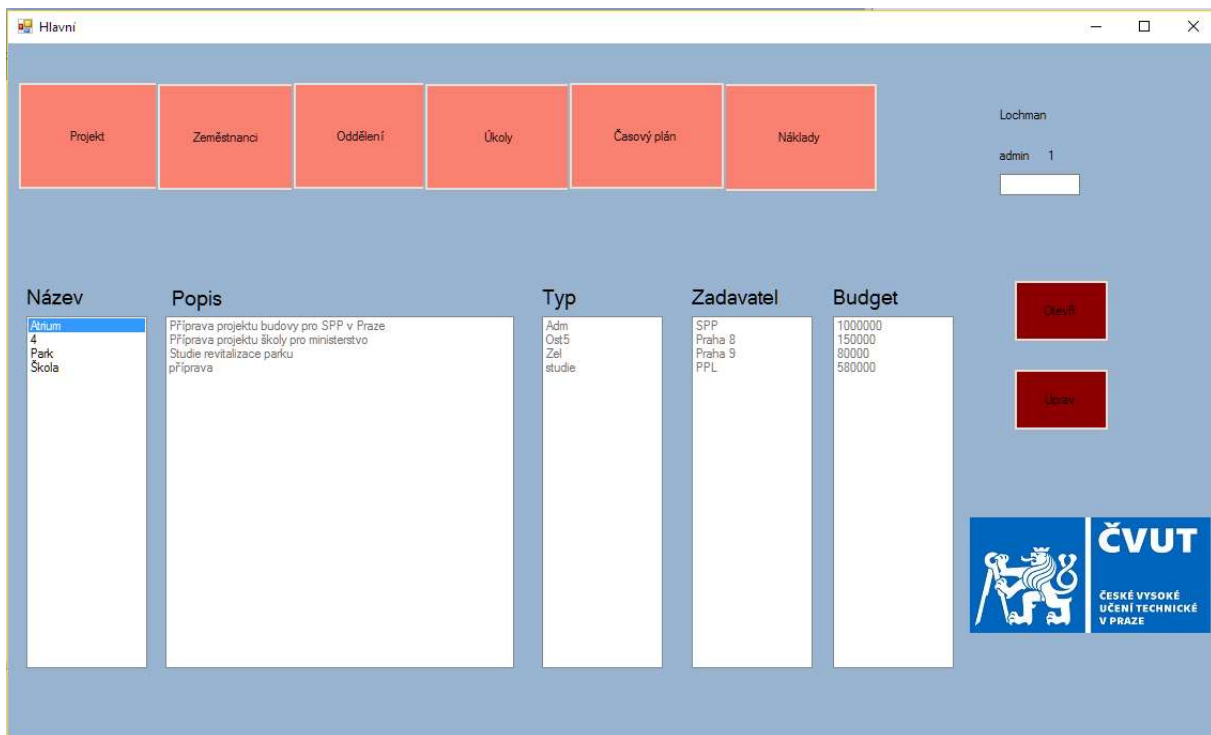 Hlavní
Projekt
Zeměstnanci
Oddělení
Úkoly
Časový plán
Náklady
Lochman
admin 1
Název
Popis
Typ
Zadavatel
Budget
Atrium
Příprava projektu budovy pro SPP v Praze
Adm
SPP
1000000
4
Příprava projektu školy pro ministerstvo
Ost5
Praha 8
150000
Park
Studie revitalizace parku
Zel
Praha 9
80000
Škola
příprava
studie
PPL
580000
Otevři
Uprav
ČVUT
ČESKÉ VYSOKÉ
UČENÍ TECHNICKÉ
V PRAZE